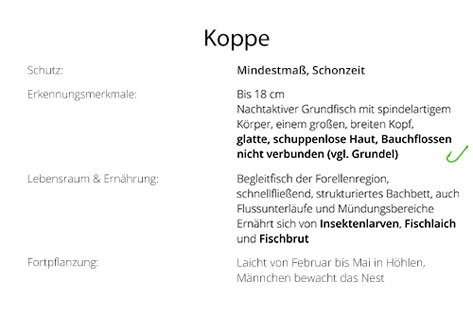 Koppe
Schutz: Mindestmaß, Schonzeit
Erkennungsmerkmale: Bis 18 cm
Nachtaktiver Grundfisch mit spindelartigem
Körper, einem großen, breiten Kopf,
glatte, schuppenlose Haut, Bauchflossen
nicht verbunden (vgl. Grundel)
Lebensraum & Ernährung: Begleitfisch der Forellenregion,
schnellfließend, strukturiertes Bachbett, auch
Flussunterläufe und Mündungsbereiche
Ernährt sich von Insektenlarven, Fischlaich
und Fischbrut
Fortpflanzung: Laicht von Februar bis Mai in Höhlen,
Männchen bewacht das Nest